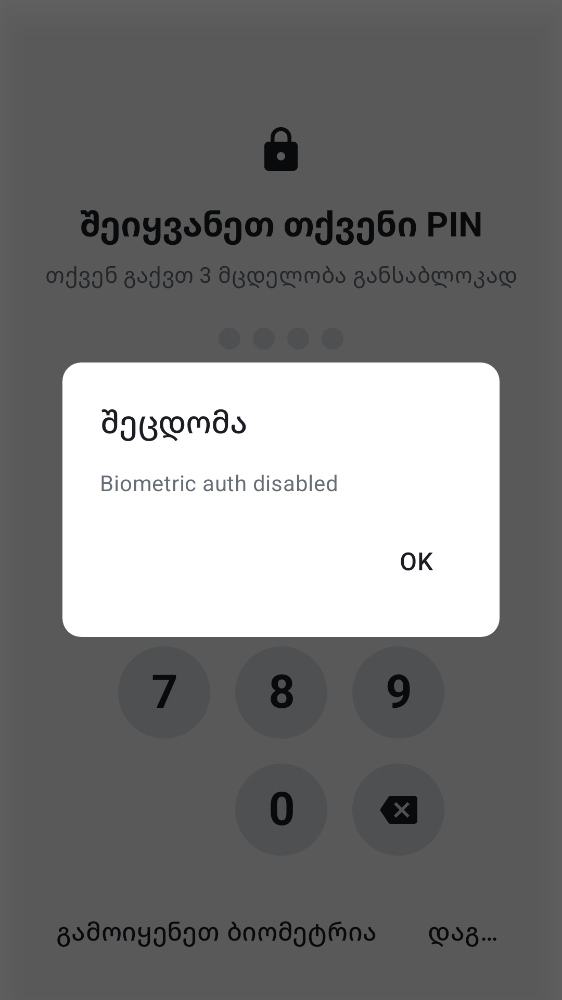 შეიყვანეთ თქვენი PIN
თქვენ გაქვთ 3 მცდელობა განსაბლოკად
შეცდომა
Biometric auth disabled
OK
7 8 9
0
გამოიყენეთ ბიომეტრია დაგ...